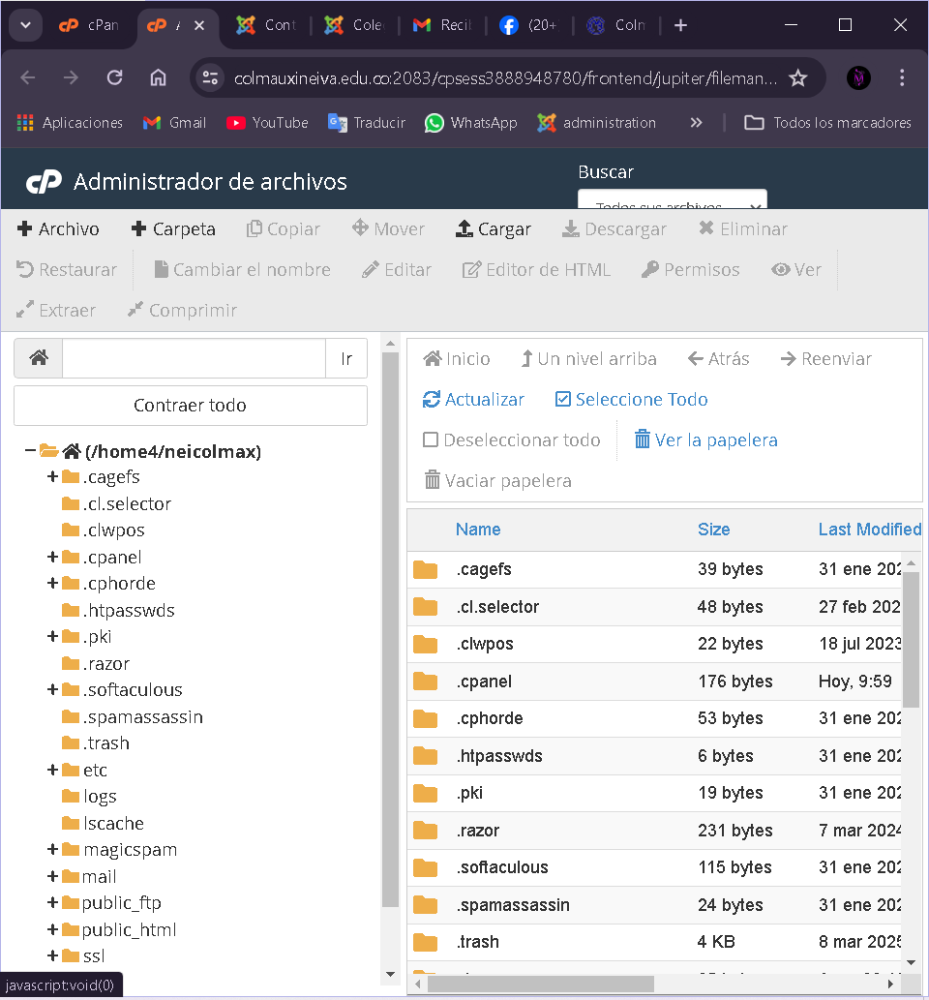 cPan
A
Cont
Cole
Recib
(20+
Colm
colmauxineiva.edu.co:2083/cpsess3888948780/frontend/jupiter/fileman...
Aplicaciones
Gmail
YouTube
Traducir
WhatsApp
administration
»
Todos los marcadores
cP Administrador de archivos
Buscar
Todos sus archivos
Archivo
Carpeta
Copiar
Mover
Cargar
Descargar
Eliminar
Restaurar
Cambiar el nombre
Editar
Editor de HTML
Permisos
Ver
Extraer
Comprimir
Ir
Contraer todo
(/home4/neicolmax)
.cagefs
.cl.selector
.clwpos
.cpanel
.cphorde
.htpasswds
.pki
.razor
.softaculous
.spamassassin
.trash
etc
logs
lscache
magicspam
mail
public_ftp
public_html
ssl
javascript:void(0)
Inicio
Un nivel arriba
Atrás
Reenviar
Actualizar
Seleccione Todo
Deseleccionar todo
Ver la papelera
Vaciar papelera
Name Size Last Modified
.cagefs 39 bytes 31 ene 202
.cl.selector 48 bytes 27 feb 202
.clwpos 22 bytes 18 jul 2023
.cpanel 176 bytes Hoy, 9:59
.cphorde 53 bytes 31 ene 202
.htpasswds 6 bytes 31 ene 202
.pki 19 bytes 31 ene 202
.razor 231 bytes 7 mar 2024
.softaculous 115 bytes 31 ene 202
.spamassassin 24 bytes 31 ene 202
.trash 4 KB 8 mar 2025